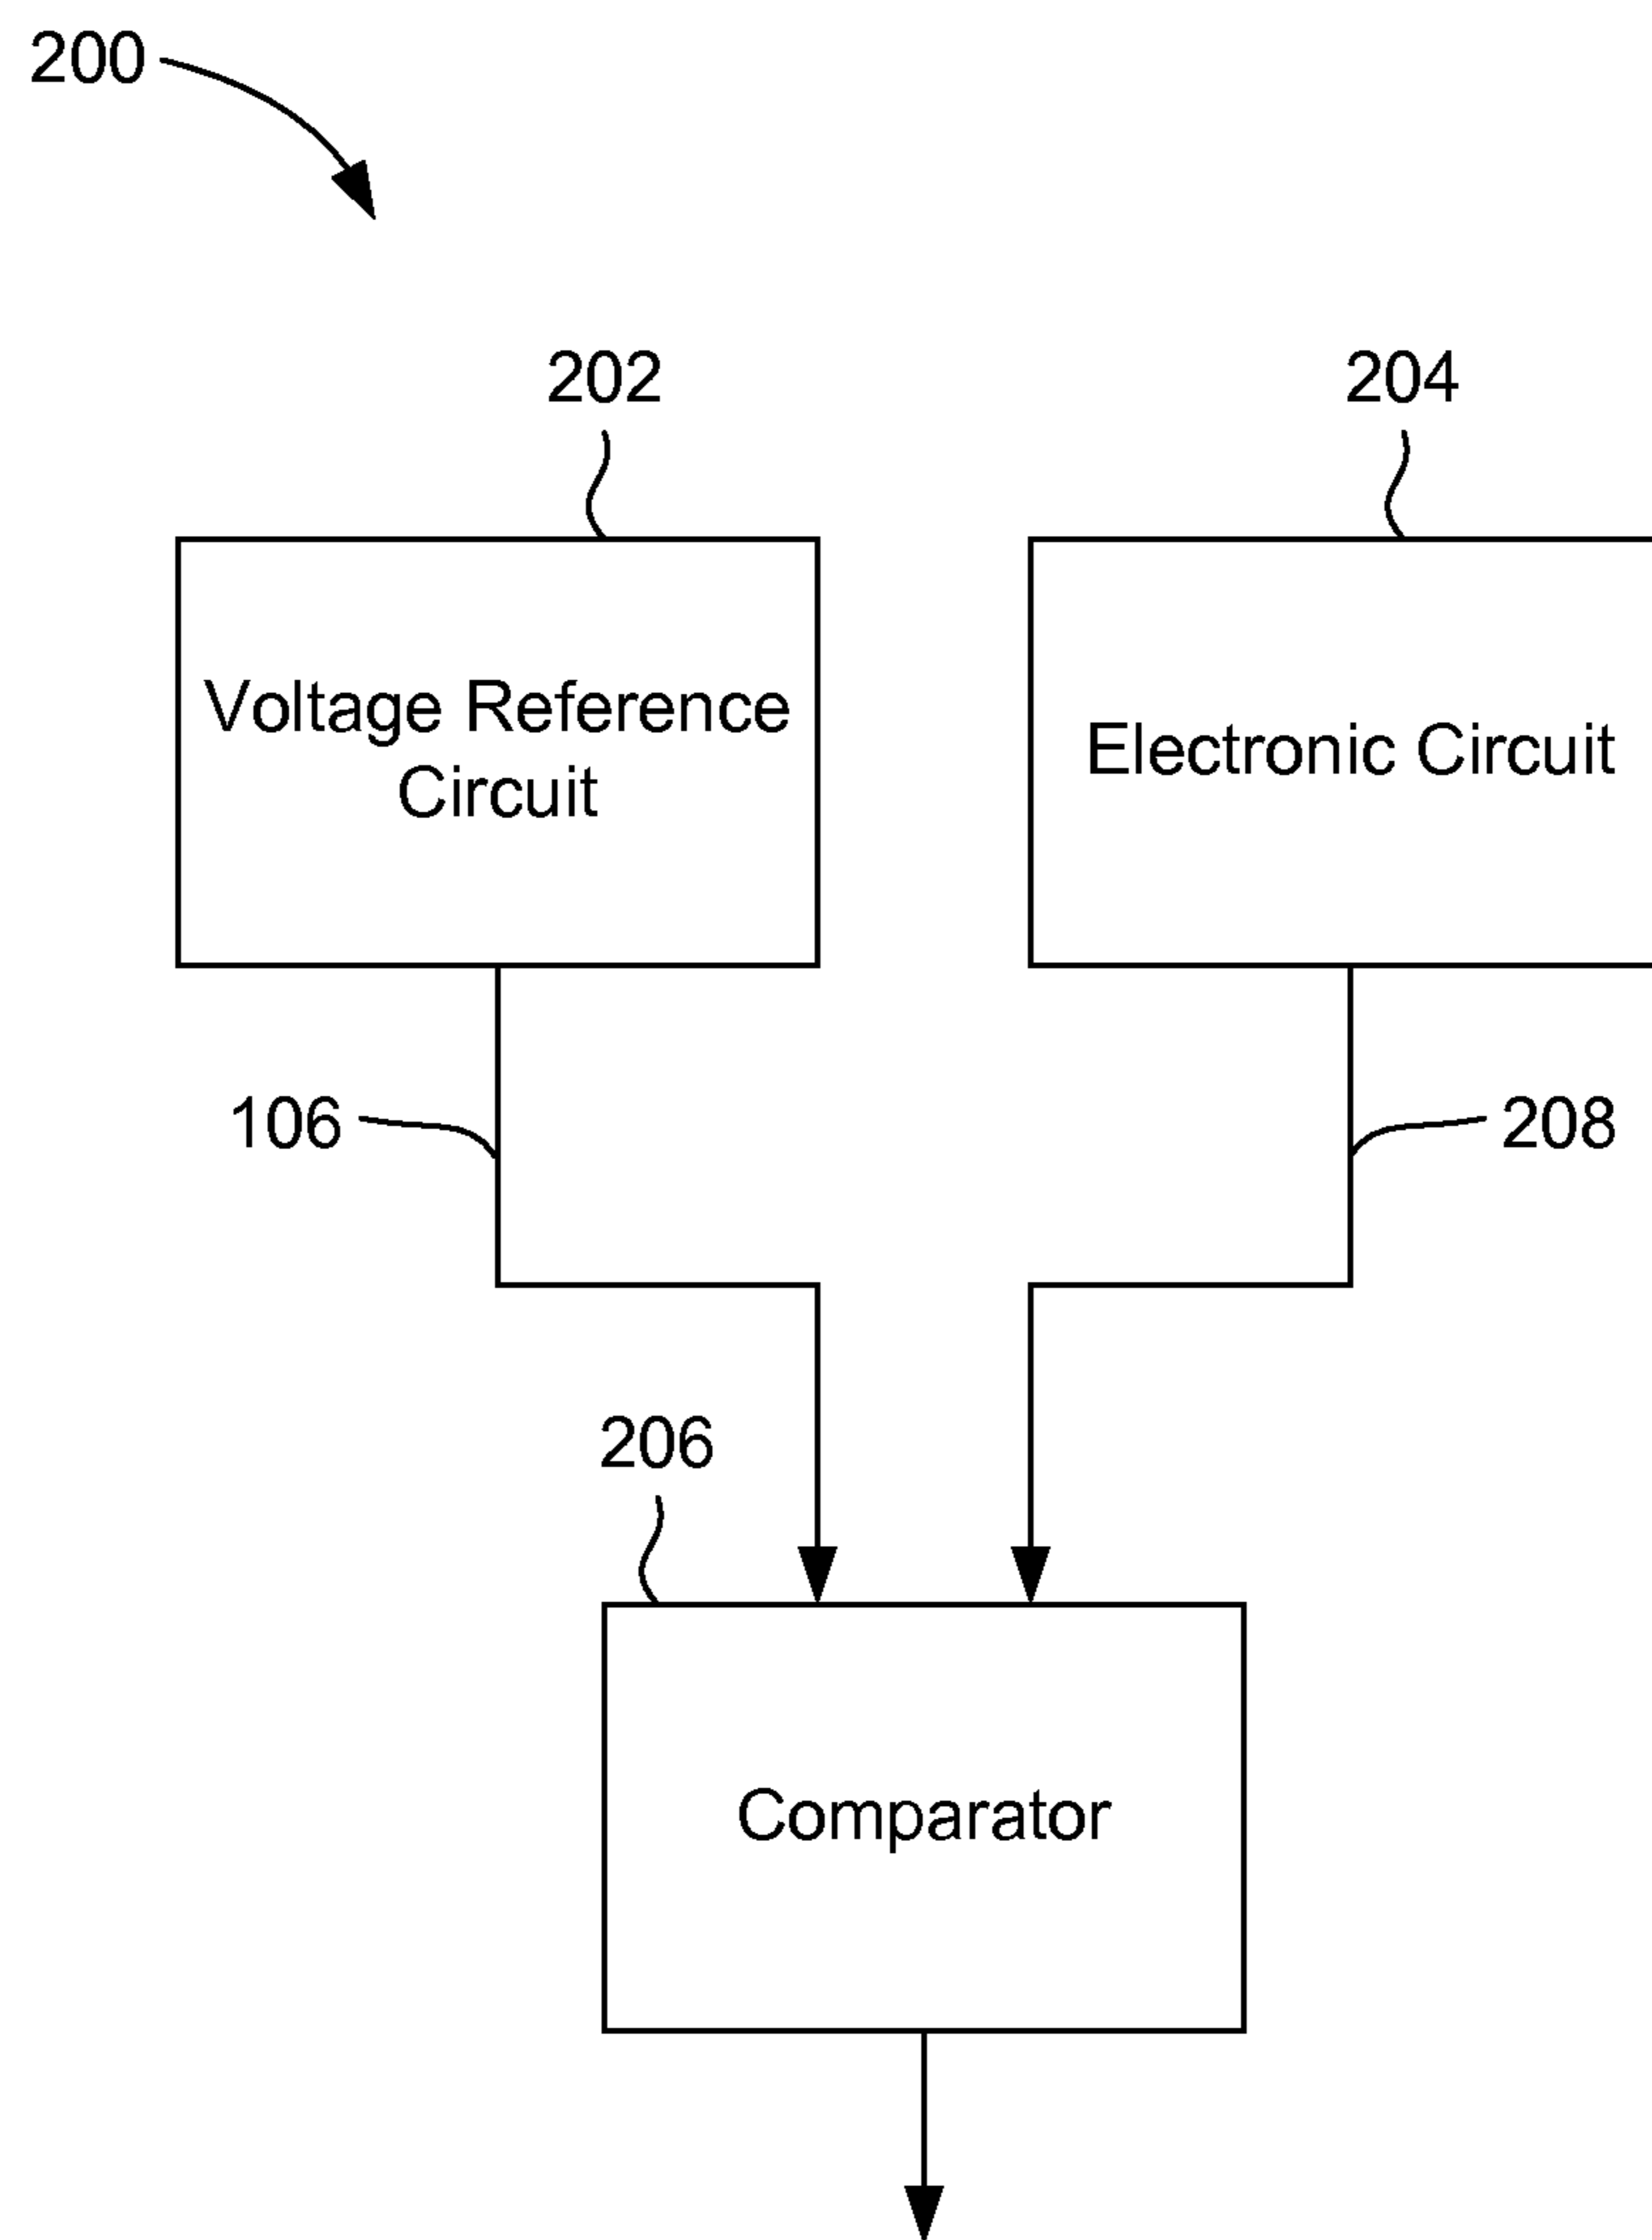 200
202
204
Voltage Reference
Circuit
Electronic Circuit
106
208
206
Comparator